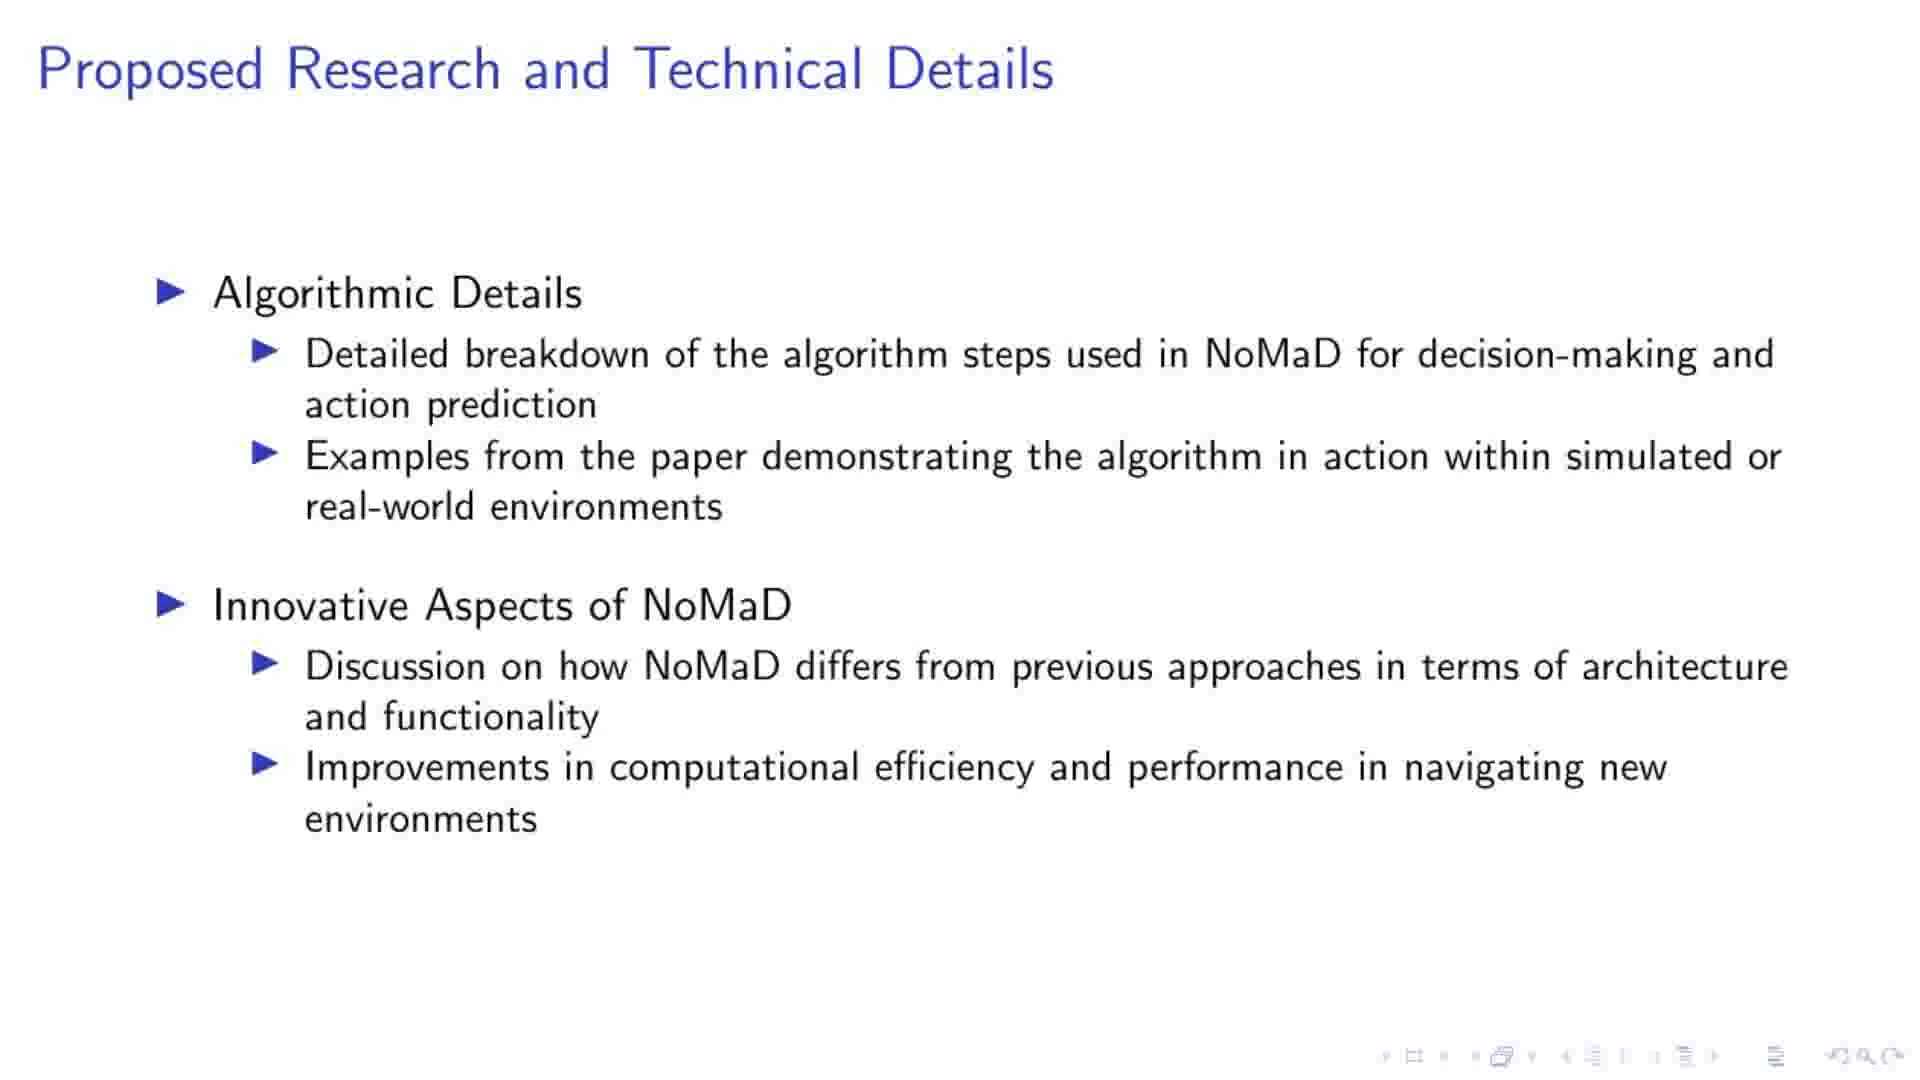 Proposed Research and Technical Details
Algorithmic Details
Detailed breakdown of the algorithm steps used in NoMaD for decision-making and
action prediction
Examples from the paper demonstrating the algorithm in action within simulated or
real-world environments
Innovative Aspects of NoMaD
Discussion on how NoMaD differs from previous approaches in terms of architecture
and functionality
Improvements in computational efficiency and performance in navigating new
environments